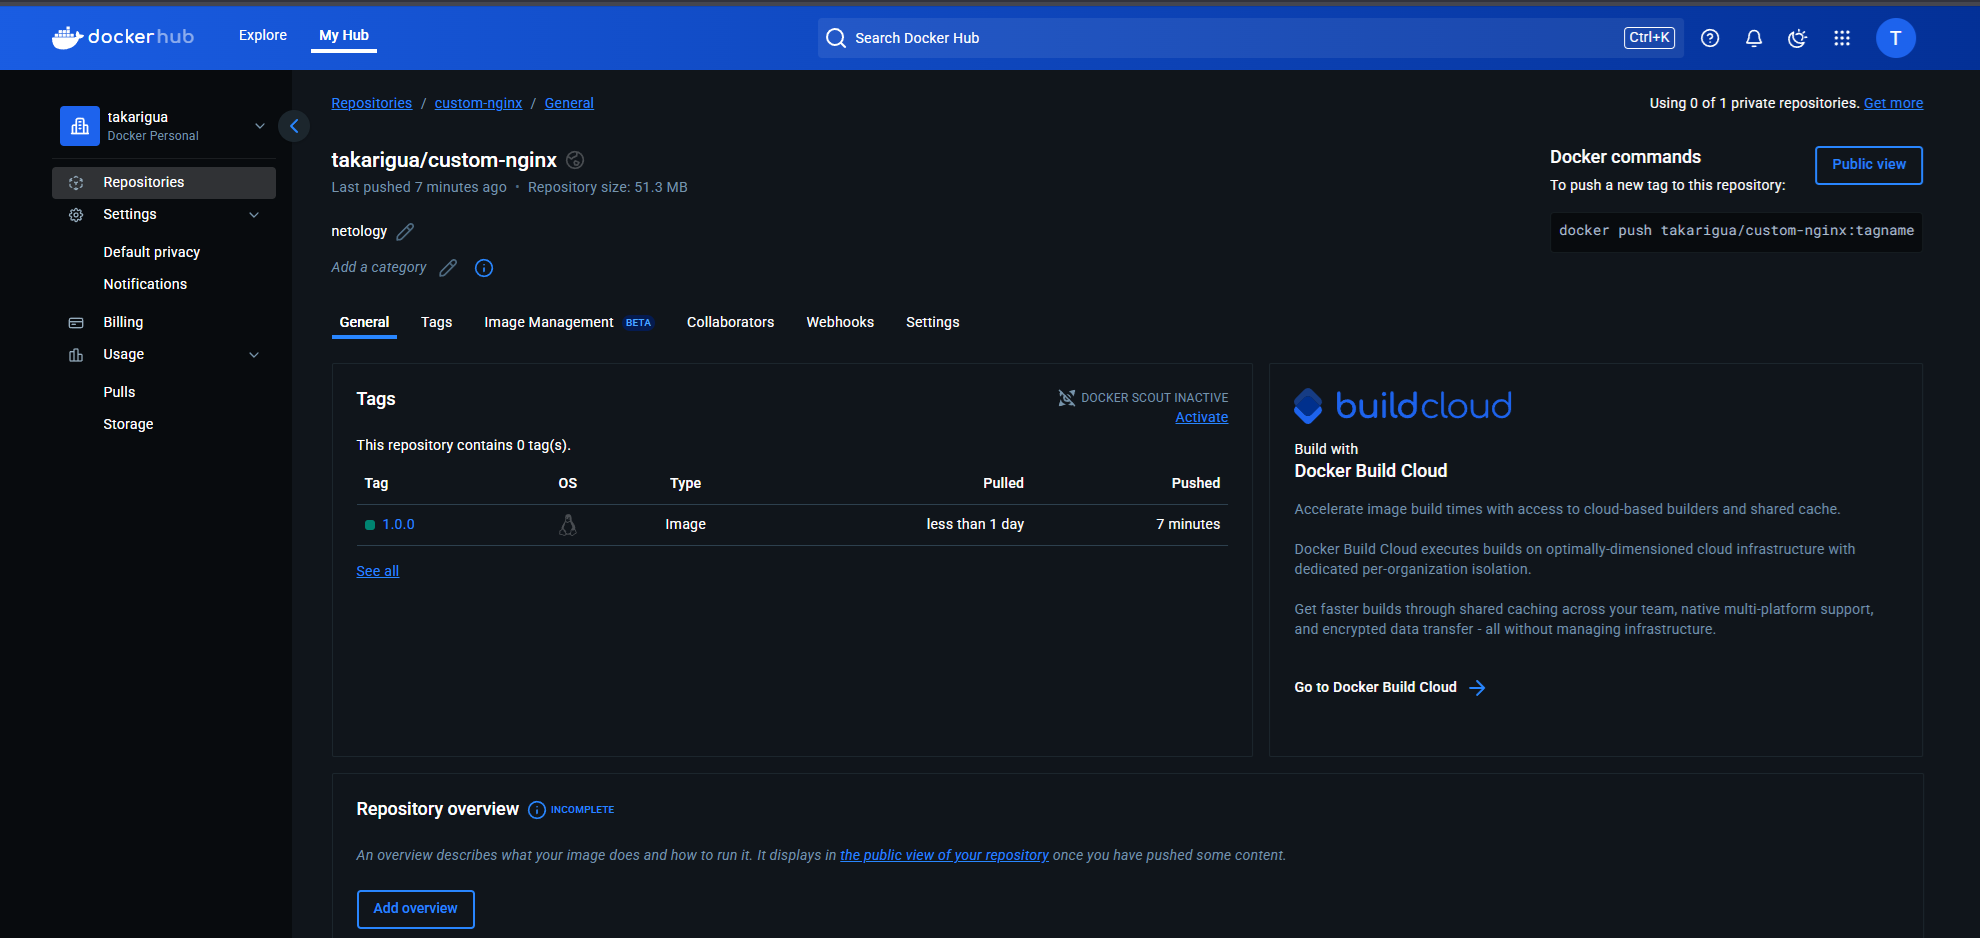 dockerhub
Explore
My Hub
Search Docker Hub
Ctrl+K
T
takarigua
Docker Personal
Repositories
Settings
Default privacy
Notifications
Billing
Usage
Pulls
Storage
Repositories / custom-nginx / General
Using 0 of 1 private repositories. Get more
takarigua/custom-nginx
Last pushed 7 minutes ago · Repository size: 51.3 MB
netology
Add a category
Docker commands
Public view
To push a new tag to this repository:
docker push takarigua/custom-nginx:tagname
General
Tags
Image Management BETA
Collaborators
Webhooks
Settings
Tags
DOCKER SCOUT INACTIVE
Activate
This repository contains 0 tag(s).
Tag OS Type Pulled Pushed
1.0.0 Image less than 1 day 7 minutes
See all
buildcloud
Build with
Docker Build Cloud
Accelerate image build times with access to cloud-based builders and shared cache.
Docker Build Cloud executes builds on optimally-dimensioned cloud infrastructure with
dedicated per-organization isolation.
Get faster builds through shared caching across your team, native multi-platform support,
and encrypted data transfer - all without managing infrastructure.
Go to Docker Build Cloud
Repository overview INCOMPLETE
An overview describes what your image does and how to run it. It displays in the public view of your repository once you have pushed some content.
Add overview